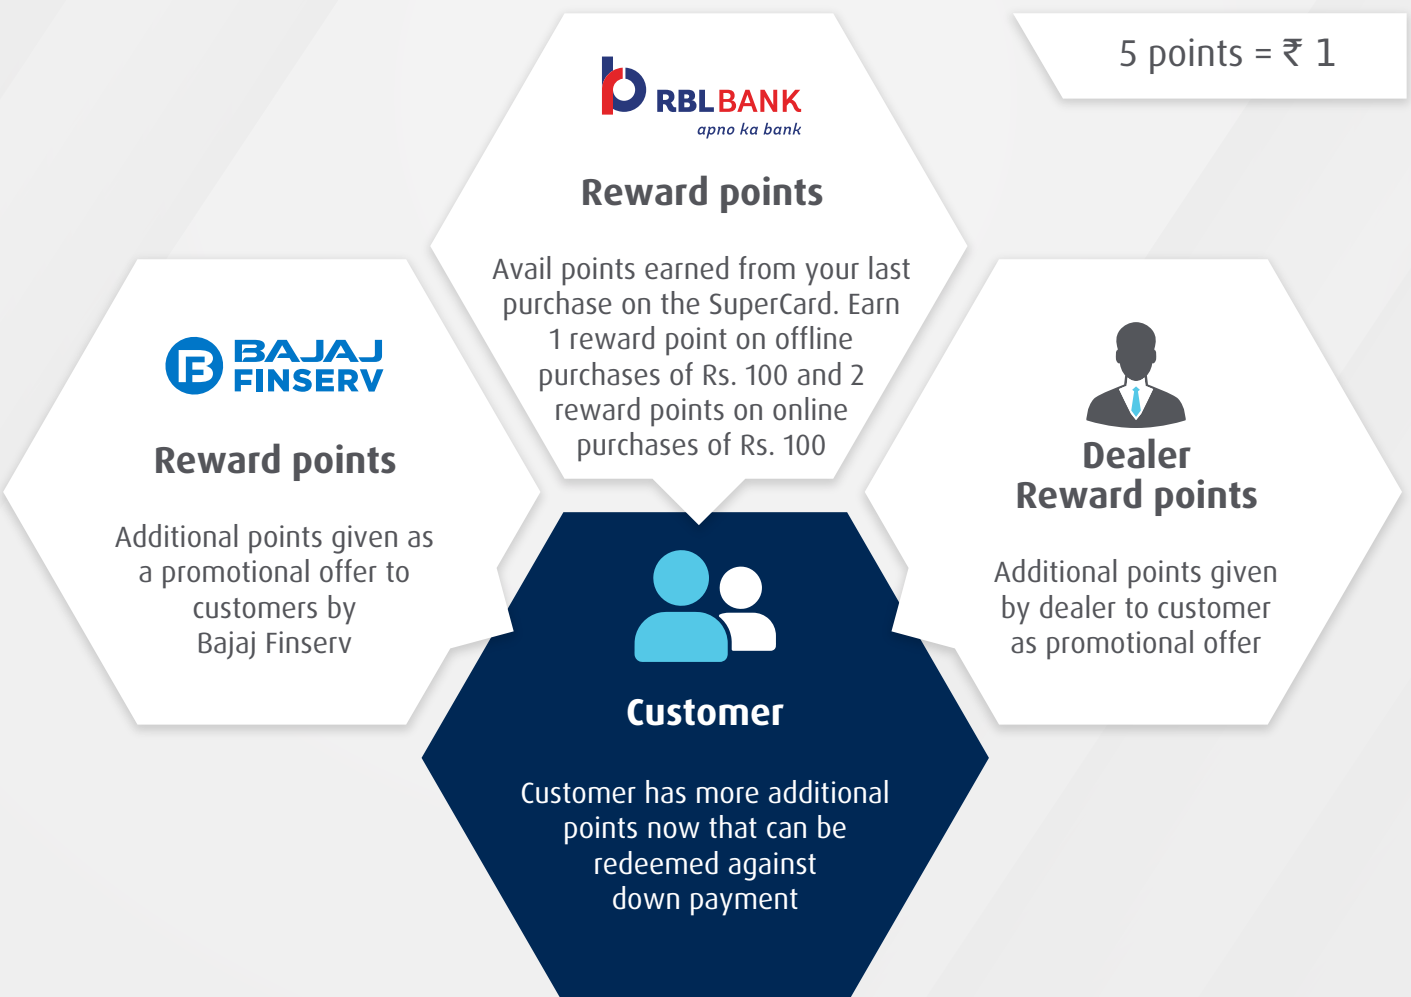 5 points = ₹ 1
RBL BANK
apno ka bank
Reward points
Avail points earned from your last
purchase on the SuperCard. Earn
1 reward point on offline
purchases of Rs. 100 and 2
reward points on online
purchases of Rs. 100
BAJAJ
FINSERV
Reward points
Additional points given as
a promotional offer to
customers by
Bajaj Finserv
Dealer
Reward points
Additional points given
by dealer to customer
as promotional offer
Customer
Customer has more additional
points now that can be
redeemed against
down payment